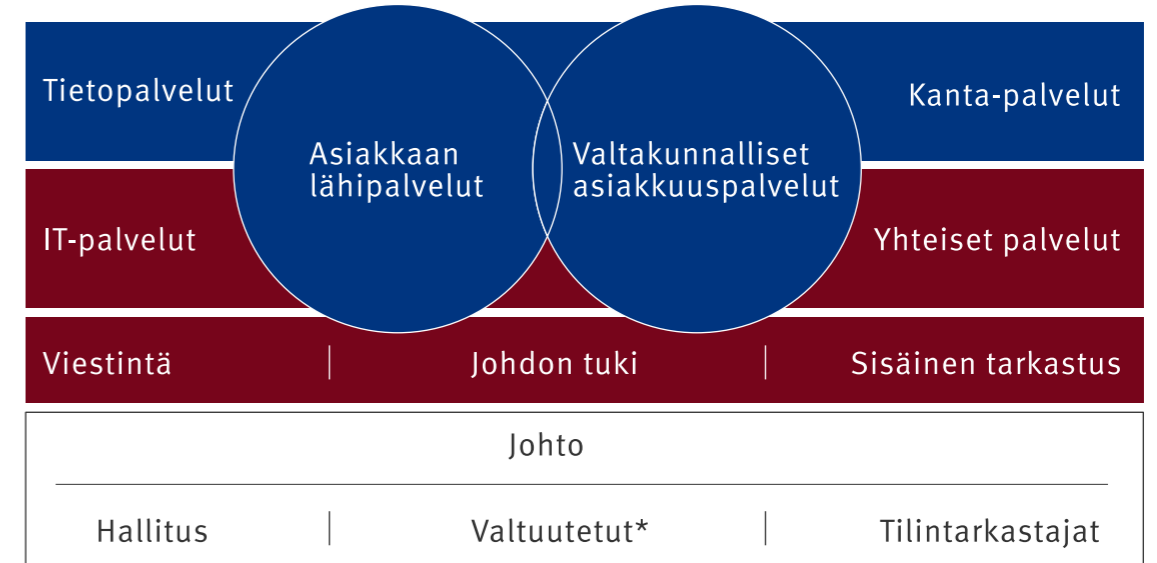 Tietopalvelut
Kanta-palvelut
Asiakkaan
lähipalvelut
Valtakunnalliset
asiakkuuspalvelut
IT-palvelut
Yhteiset palvelut
Viestintä | Johdon tuki | Sisäinen tarkastus
Johto
Hallitus | Valtuutetut* | Tilintarkastajat